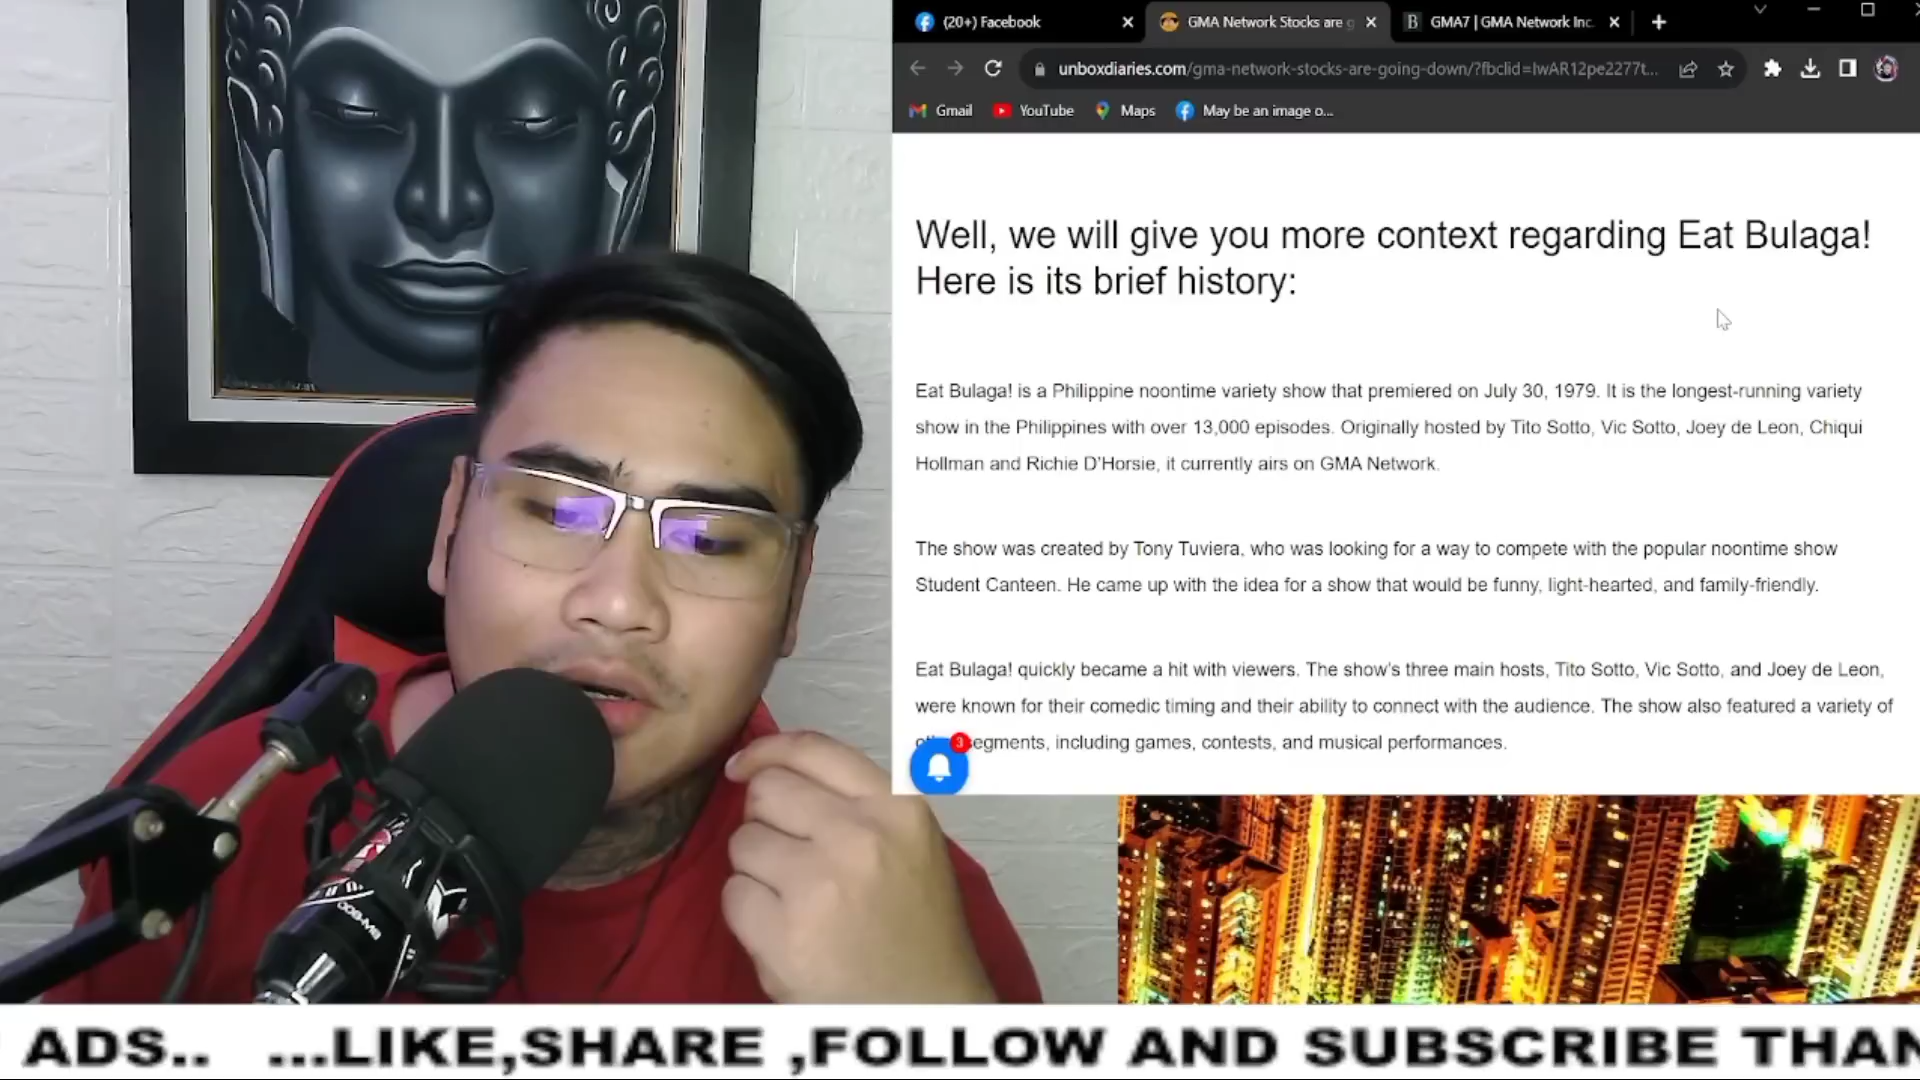 (20+) Facebook
GMA Network Stocks are g
GMA7 | GMA Network Inc.
unboxdiaries.com/gma-network-stocks-are-going-down/?fbclid=IwAR12pe2277t...
Gmail
YouTube
Maps
May be an image o...
Well, we will give you more context regarding Eat Bulaga!
Here is its brief history:
Eat Bulaga! is a Philippine noontime variety show that premiered on July 30, 1979. It is the longest-running variety
show in the Philippines with over 13,000 episodes. Originally hosted by Tito Sotto, Vic Sotto, Joey de Leon, Chiqui
Hollman and Richie D'Horsie, it currently airs on GMA Network.
The show was created by Tony Tuviera, who was looking for a way to compete with the popular noontime show
Student Canteen. He came up with the idea for a show that would be funny, light-hearted, and family-friendly.
Eat Bulaga! quickly became a hit with viewers. The show's three main hosts, Tito Sotto, Vic Sotto, and Joey de Leon,
were known for their comedic timing and their ability to connect with the audience. The show also featured a variety of
segments, including games, contests, and musical performances.
3
BM-800
ADS.. ...LIKE,SHARE ,FOLLOW AND SUBSCRIBE THAN